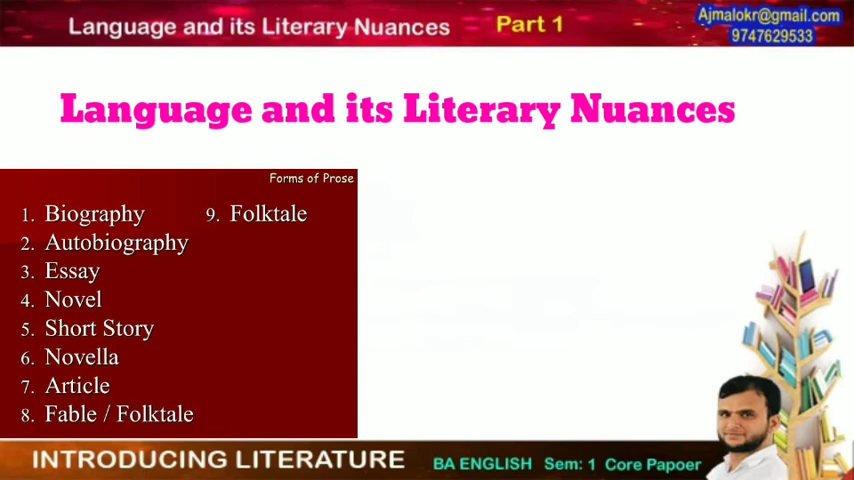 Language and its Literary Nuances Part 1
Ajmalokr@gmail.com
9747629533
Language and its Literary Nuances
Forms of Prose
1. Biography
2. Autobiography
3. Essay
4. Novel
5. Short Story
6. Novella
7. Article
8. Fable / Folktale
9. Folktale
INTRODUCING LITERATURE BA ENGLISH Sem: 1 Core Papoer